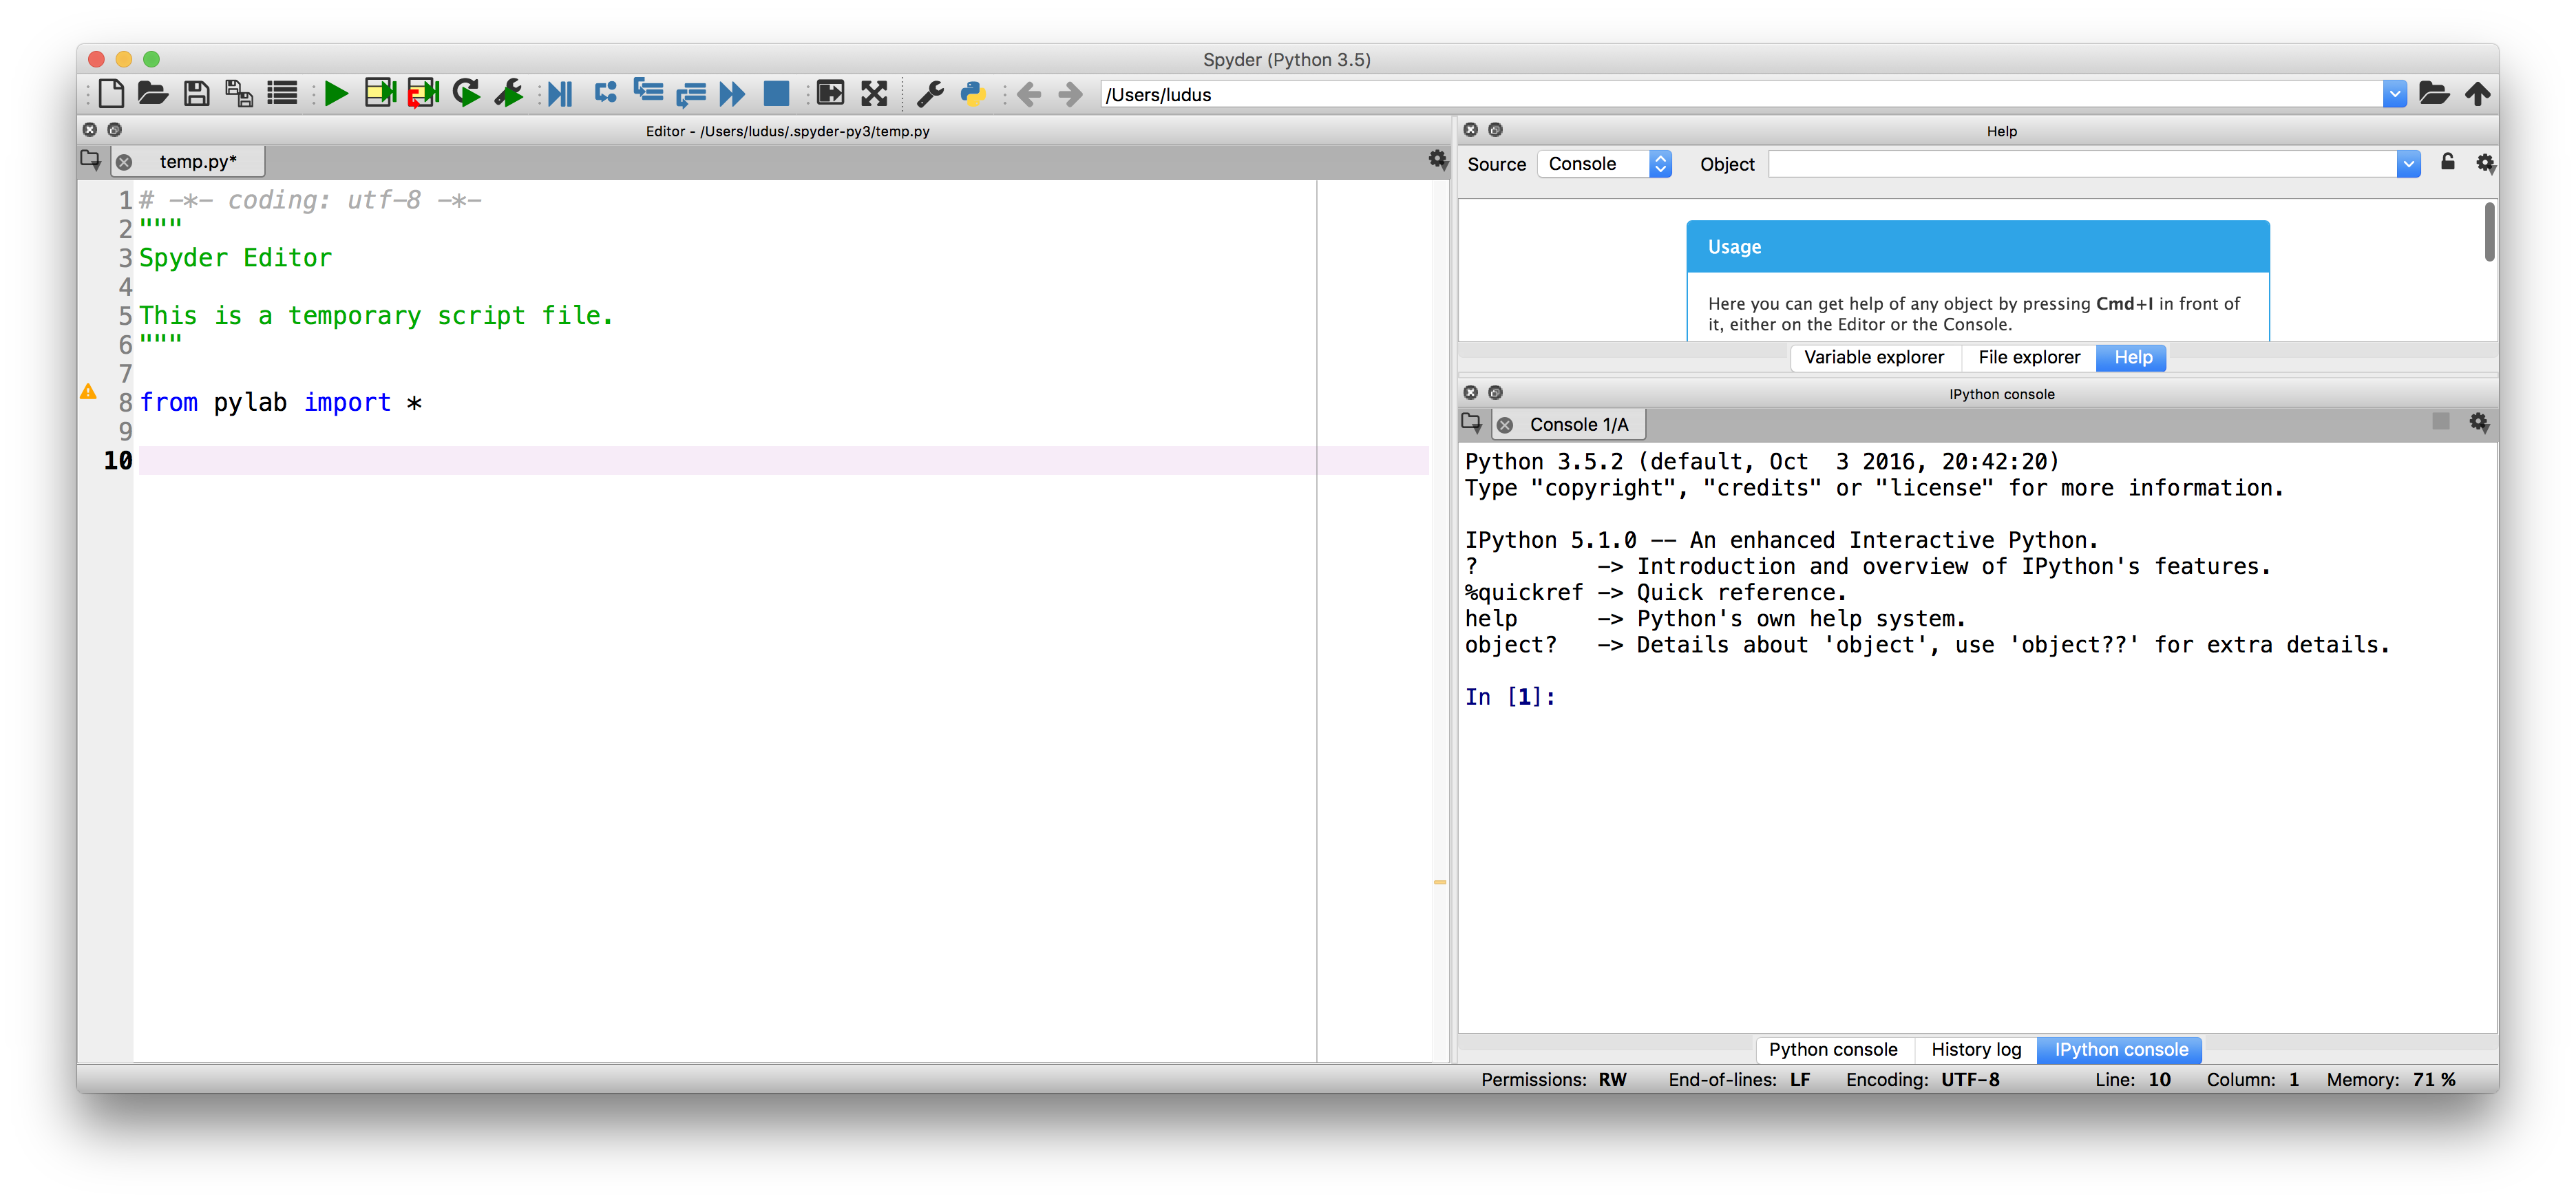 Spyder (Python 3.5)
/Users/ludus
Editor - /Users/ludus/.spyder-py3/temp.py
temp.py*
1 # -*- coding: utf-8 -*-
2 """
3 Spyder Editor
4
5 This is a temporary script file.
6 """
7
8 from pylab import *
9
10
Help
Source Console Object
Usage
Here you can get help of any object by pressing Cmd+I in front of
it, either on the Editor or the Console.
Variable explorer File explorer Help
IPython console
Console 1/A
Python 3.5.2 (default, Oct  3 2016, 20:42:20)
Type "copyright", "credits" or "license" for more information.
IPython 5.1.0 -- An enhanced Interactive Python.
?         -> Introduction and overview of IPython's features.
%quickref -> Quick reference.
help      -> Python's own help system.
object?   -> Details about 'object', use 'object??' for extra details.
In [1]:
Python console History log IPython console
Permissions: RW End-of-lines: LF Encoding: UTF-8 Line: 10 Column: 1 Memory: 71 %